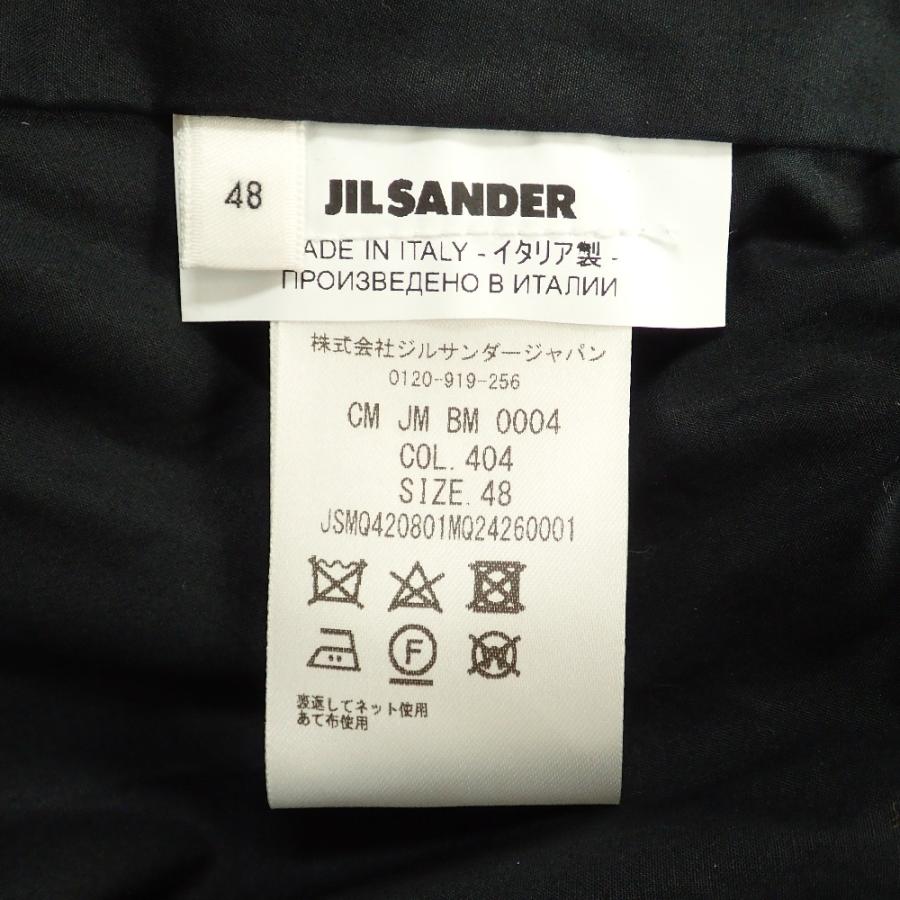 48
JIL SANDER
ADE IN ITALY - イタリア製 -
ПРОИЗВЕДЕНО В ИТАЛИИ
株式会社ジルサンダージャパン
0120-919-256
CM JM BM 0004
COL. 404
SIZE. 48
JSMQ420801MQ24260001
F
W
裏返してネット使用
あて布使用